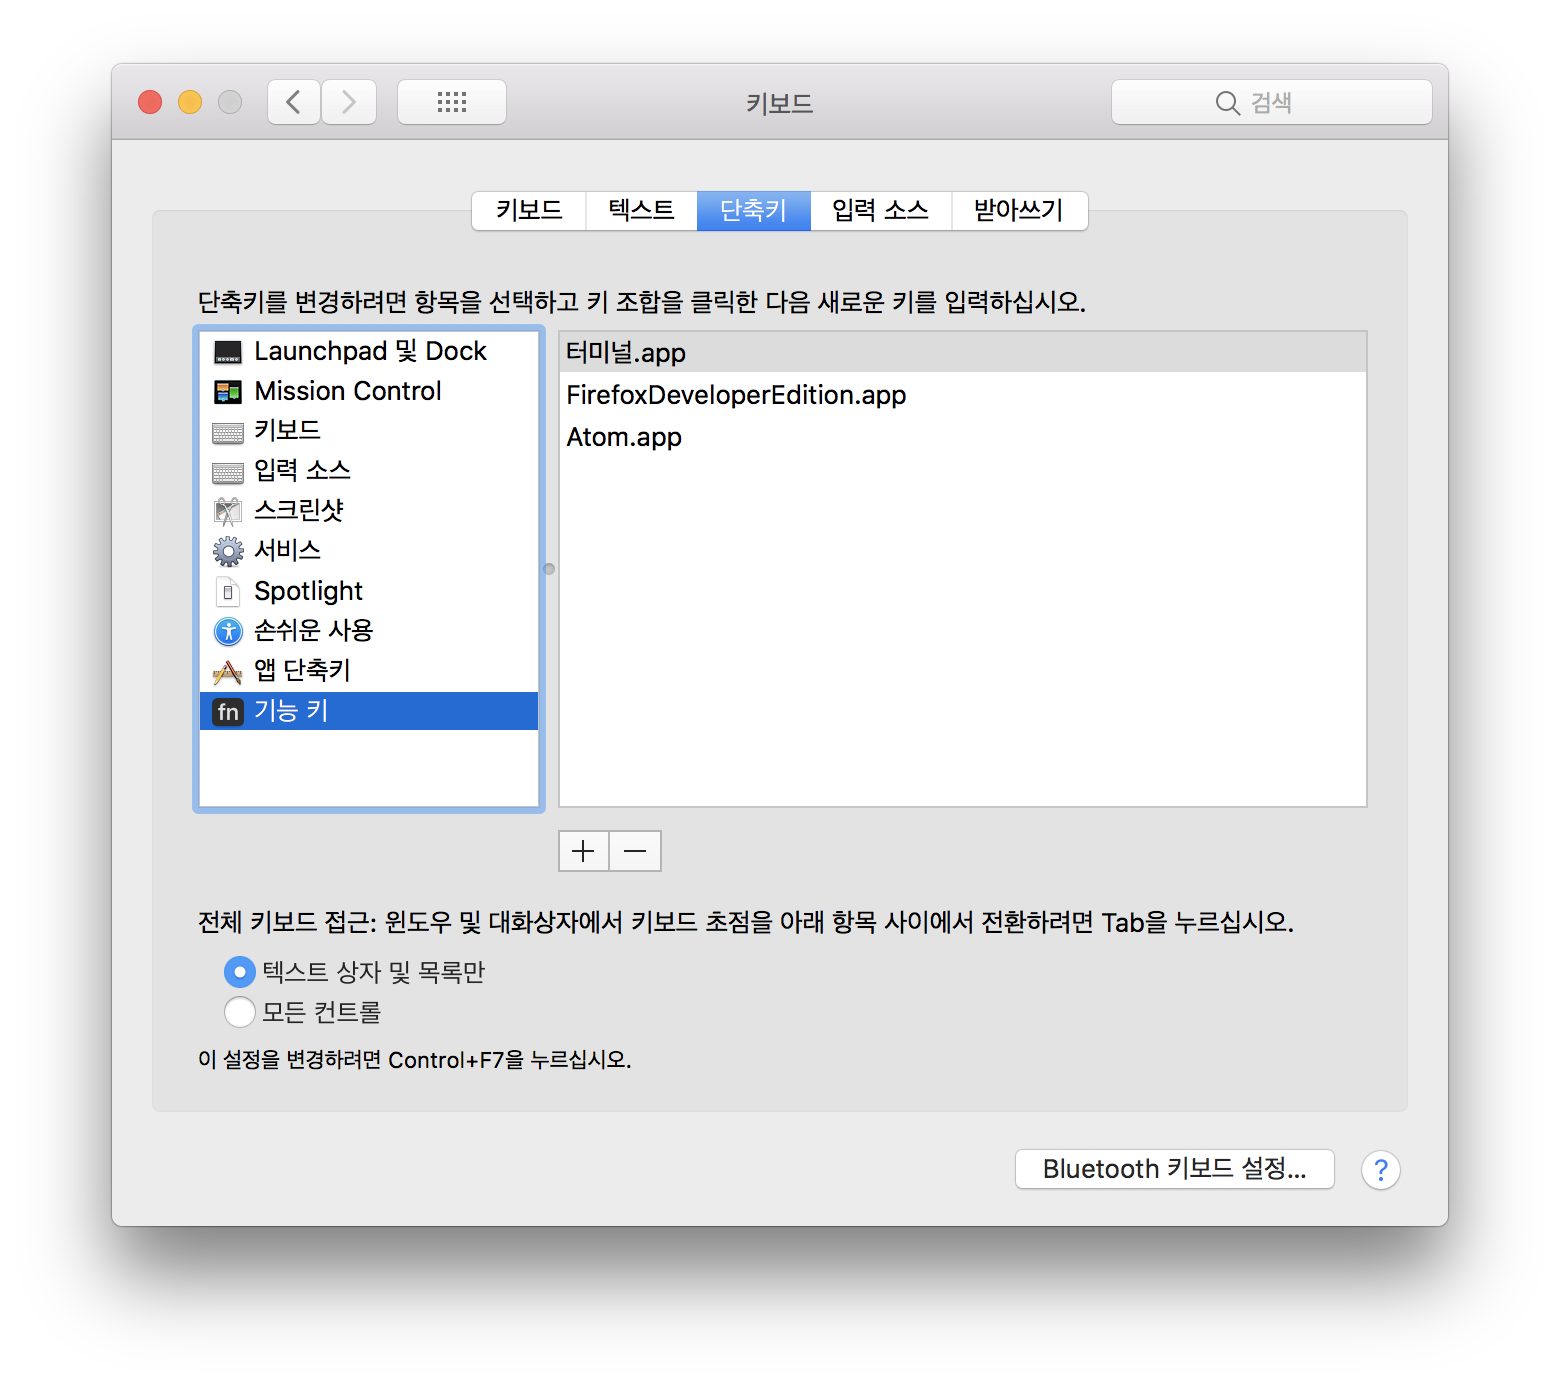 키보드
검색
키보드 텍스트 단축키 입력 소스 받아쓰기
단축키를 변경하려면 항목을 선택하고 키 조합을 클릭한 다음 새로운 키를 입력하십시오.
Launchpad 및 Dock
Mission Control
키보드
입력 소스
스크린샷
서비스
Spotlight
손쉬운 사용
앱 단축키
fn 기능 키
터미널.app
FirefoxDeveloperEdition.app
Atom.app
전체 키보드 접근: 윈도우 및 대화상자에서 키보드 초점을 아래 항목 사이에서 전환하려면 Tab을 누르십시오.
텍스트 상자 및 목록만
모든 컨트롤
이 설정을 변경하려면 Control+F7을 누르십시오.
Bluetooth 키보드 설정...
?